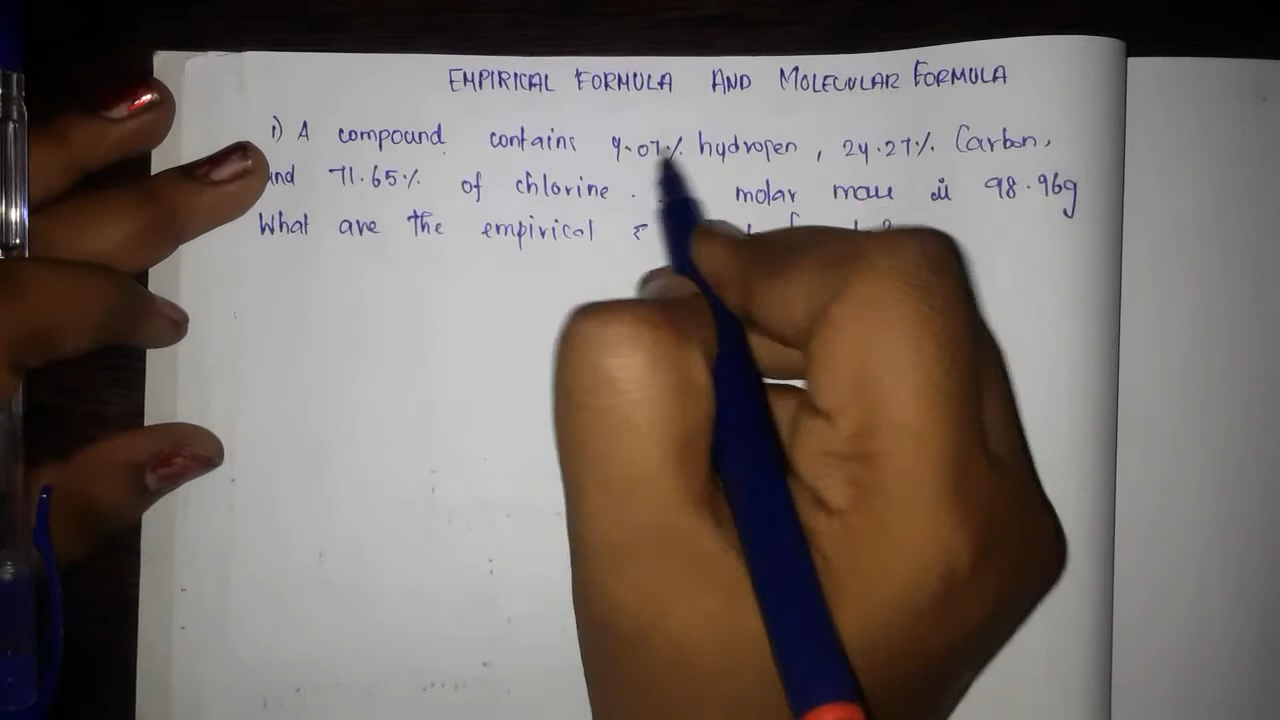 EMPIRICAL FORMULA AND MOLECULAR FORMULA
1) A compound contains 4.07% hydrogen, 24.27% Carbon,
and 71.65% of chlorine. molar mass is 98.96g
What are the empirical